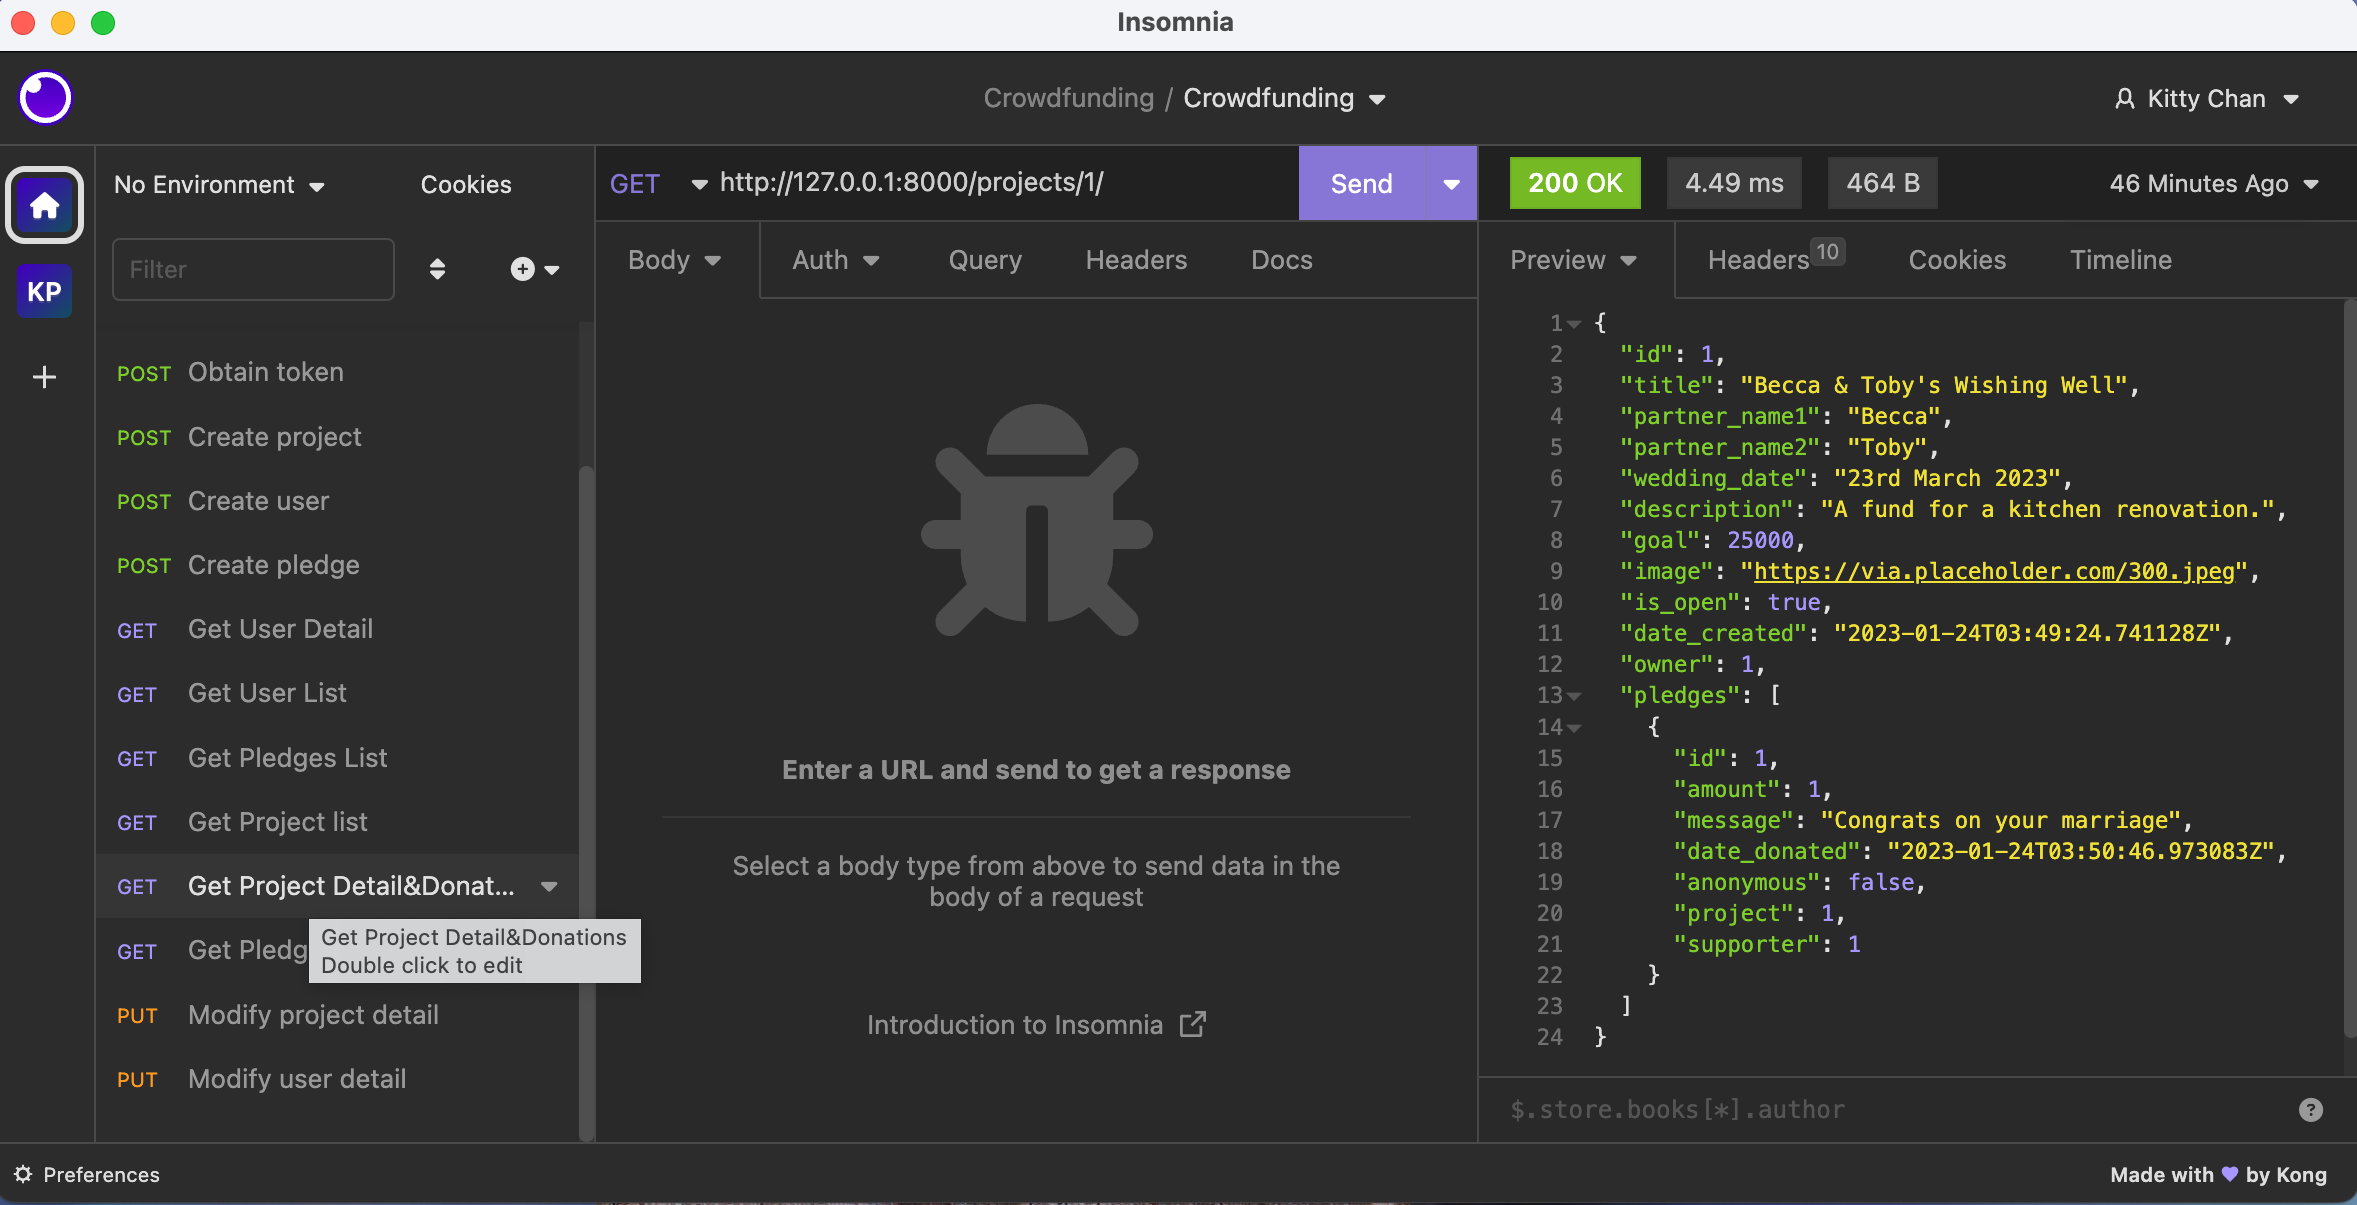 Insomnia
Crowdfunding / Crowdfunding
Kitty Chan
KP
No Environment
Cookies
Filter
POST Obtain token
POST Create project
POST Create user
POST Create pledge
GET Get User Detail
GET Get User List
GET Get Pledges List
GET Get Project list
GET Get Project Detail&Donat...
GET Get Pledg
Get Project Detail&Donations
Double click to edit
PUT Modify project detail
PUT Modify user detail
GET http://127.0.0.1:8000/projects/1/
Send
Body Auth Query Headers Docs
Enter a URL and send to get a response
Select a body type from above to send data in the
body of a request
Introduction to Insomnia
200 OK 4.49 ms 464 B 46 Minutes Ago
Preview Headers 10 Cookies Timeline
1 {
2 "id": 1,
3 "title": "Becca & Toby's Wishing Well",
4 "partner_name1": "Becca",
5 "partner_name2": "Toby",
6 "wedding_date": "23rd March 2023",
7 "description": "A fund for a kitchen renovation.",
8 "goal": 25000,
9 "image": "https://via.placeholder.com/300.jpeg",
10 "is_open": true,
11 "date_created": "2023-01-24T03:49:24.741128Z",
12 "owner": 1,
13 "pledges": [
14 {
15 "id": 1,
16 "amount": 1,
17 "message": "Congrats on your marriage",
18 "date_donated": "2023-01-24T03:50:46.973083Z",
19 "anonymous": false,
20 "project": 1,
21 "supporter": 1
22 }
23 ]
24 }
$.store.books[*].author
?
Preferences
Made with 💜 by Kong